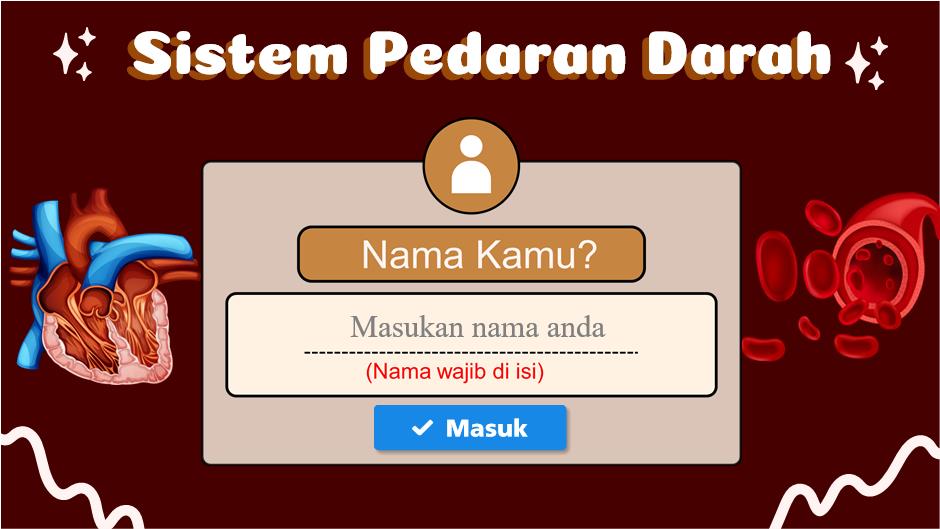 Sistem Pedaran Darah
Nama Kamu?
Masukan nama anda
(Nama wajib di isi)
Masuk